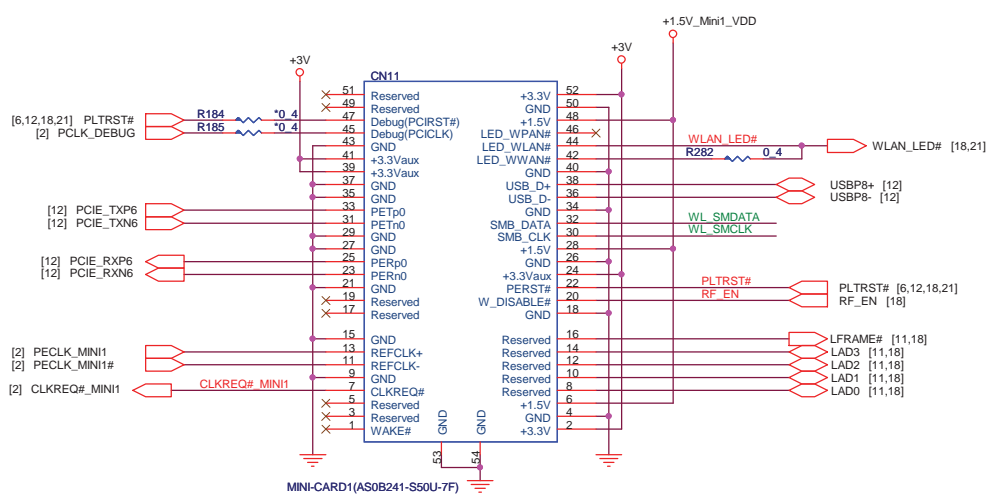 +1.5V_Mini1_VDD
+3V +3V
CN11
51 Reserved +3.3V 52
49 Reserved GND 50
[6,12,18,21] PLTRST# R184 *0_4 47 Debug(PCIRST#) +1.5V 48
[2] PCLK_DEBUG R185 *0_4 45 Debug(PCICLK) LED_WPAN# 46
43 GND LED_WLAN# 44 WLAN_LED# WLAN_LED# [18,21]
41 +3.3Vaux LED_WWAN# 42 R282 0_4
39 +3.3Vaux GND 40
37 GND USB_D+ 38 USBP8+ [12]
35 GND USB_D- 36 USBP8- [12]
[12] PCIE_TXP6 33 PETp0 GND 34
[12] PCIE_TXN6 31 PETn0 SMB_DATA 32 WL_SMDATA
29 GND SMB_CLK 30 WL_SMCLK
27 GND +1.5V 28
[12] PCIE_RXP6 25 PERp0 GND 26
[12] PCIE_RXN6 23 PERn0 +3.3Vaux 24
21 GND PERST# 22 PLTRST# PLTRST# [6,12,18,21]
19 Reserved W_DISABLE# 20 RF_EN RF_EN [18]
17 Reserved GND 18
15 GND Reserved 16 LFRAME# [11,18]
[2] PECLK_MINI1 13 REFCLK+ Reserved 14 LAD3 [11,18]
[2] PECLK_MINI1# 11 REFCLK- Reserved 12 LAD2 [11,18]
9 GND Reserved 10 LAD1 [11,18]
[2] CLKREQ#_MINI1 CLKREQ#_MINI1 7 CLKREQ# Reserved 8 LAD0 [11,18]
5 Reserved +1.5V 6
3 Reserved GND 4
1 WAKE# +3.3V 2
GND GND
53 54
MINI-CARD1(AS0B241-S50U-7F)